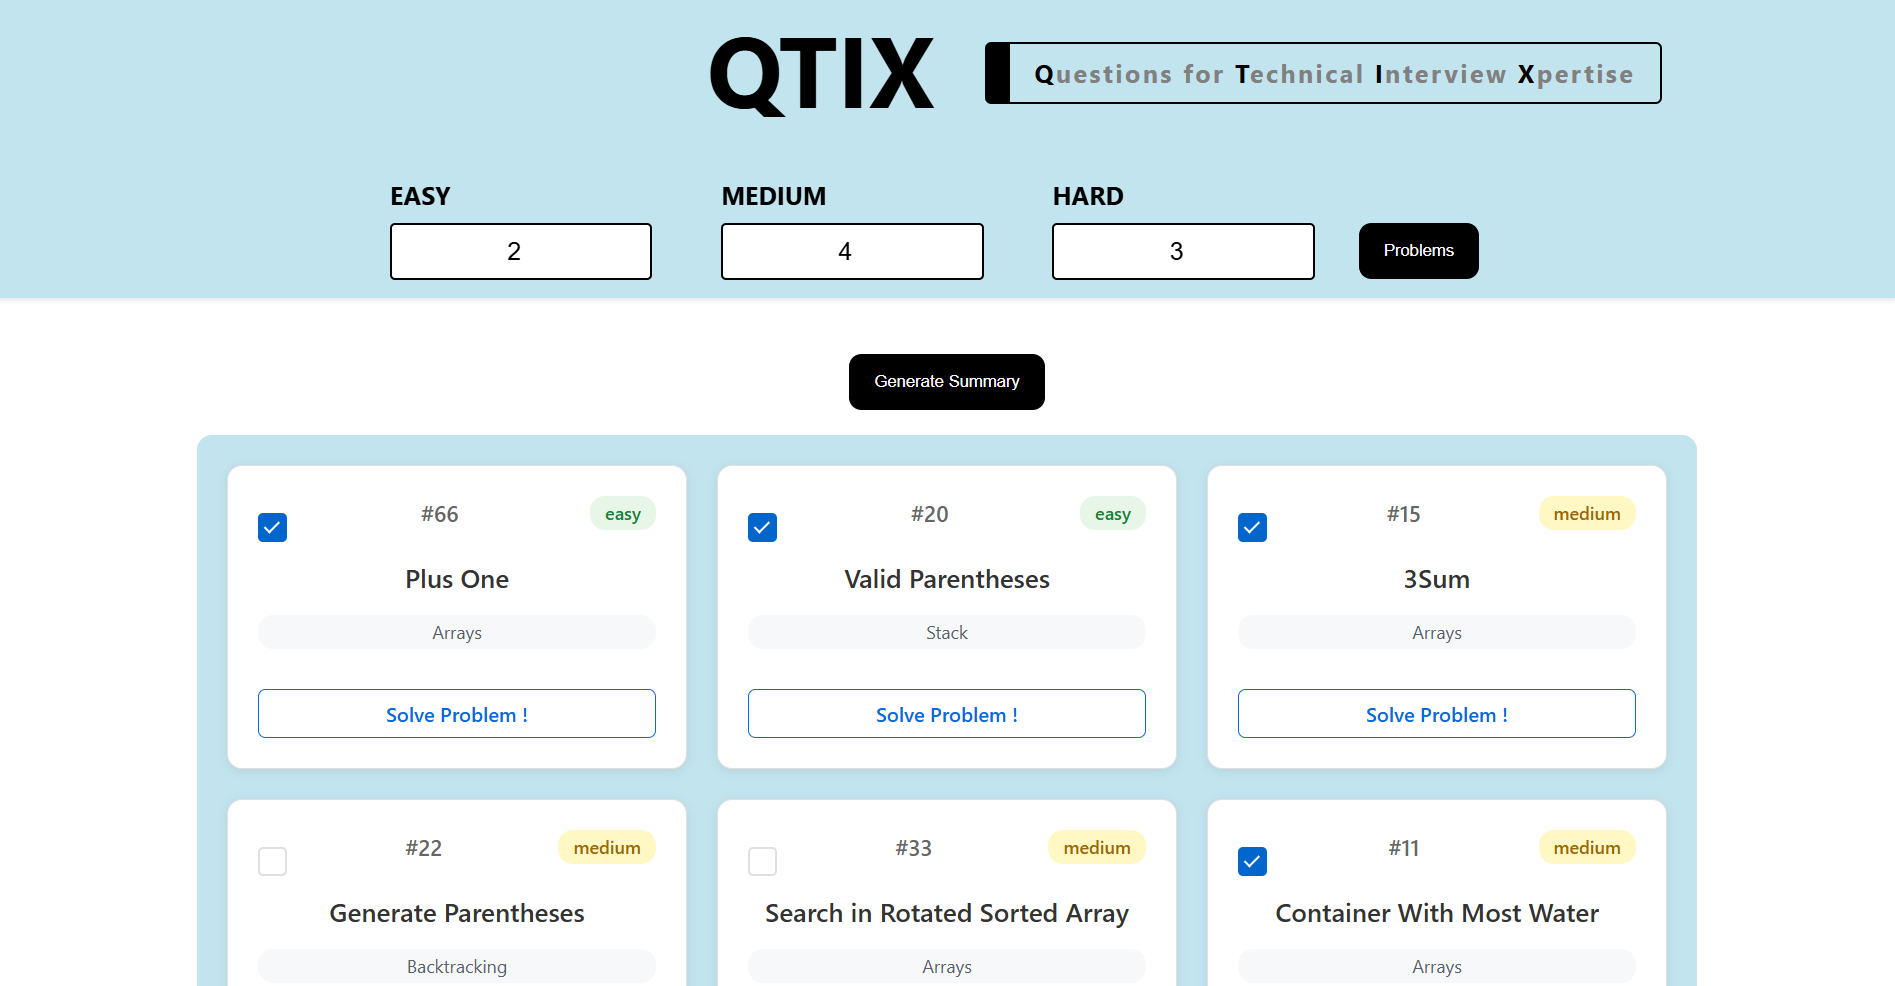 QTIX
Questions for Technical Interview Xpertise
EASY
MEDIUM
HARD
2
4
3
Problems
Generate Summary
#66
easy
Plus One
Arrays
Solve Problem !
#20
easy
Valid Parentheses
Stack
Solve Problem !
#15
medium
3Sum
Arrays
Solve Problem !
#22
medium
Generate Parentheses
Backtracking
#33
medium
Search in Rotated Sorted Array
Arrays
#11
medium
Container With Most Water
Arrays